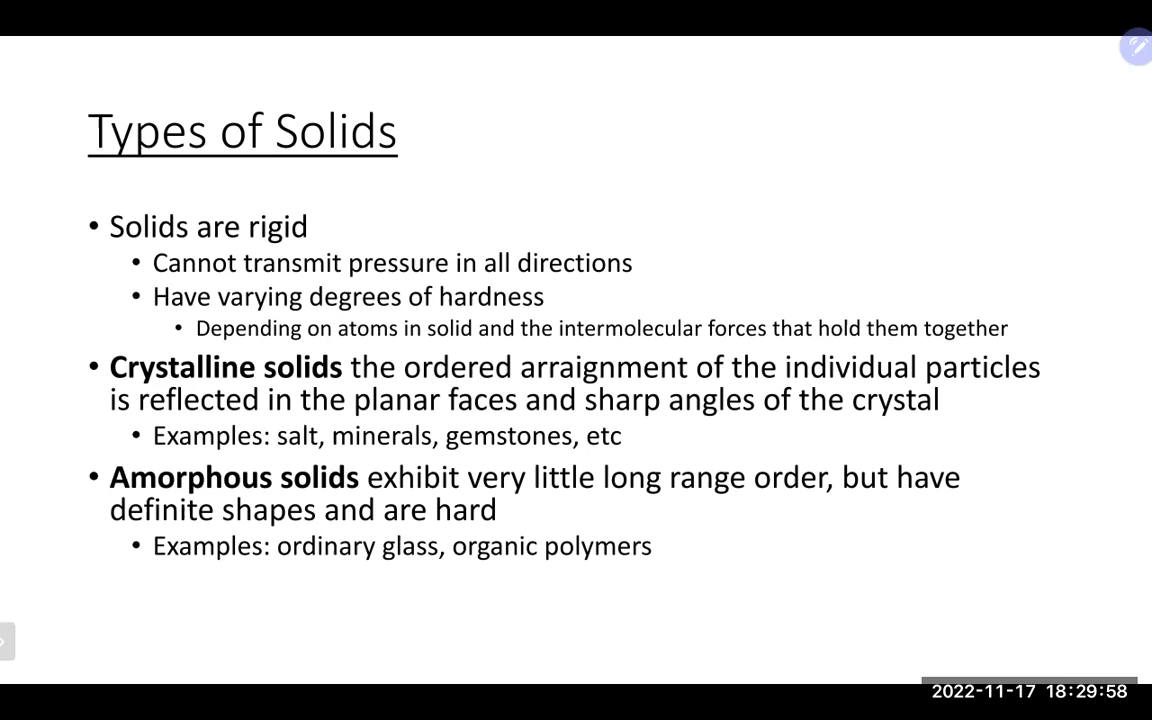 Types of Solids
• Solids are rigid
• Cannot transmit pressure in all directions
• Have varying degrees of hardness
• Depending on atoms in solid and the intermolecular forces that hold them together
• Crystalline solids the ordered arraignment of the individual particles
is reflected in the planar faces and sharp angles of the crystal
• Examples: salt, minerals, gemstones, etc
• Amorphous solids exhibit very little long range order, but have
definite shapes and are hard
• Examples: ordinary glass, organic polymers
2022-11-17 18:29:58